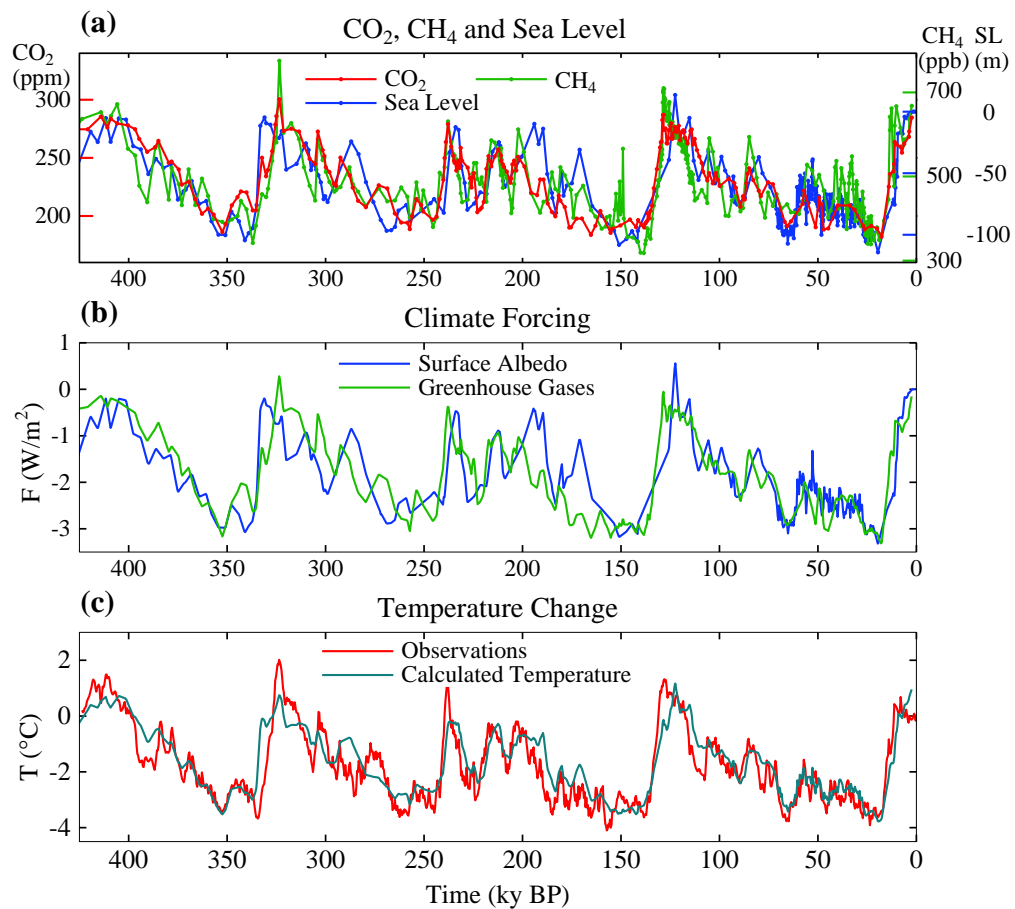 (a)
CO2, CH4 and Sea Level
CO2
(ppm)
CH4
(ppb)
SL
(m)
CO2
CH4
Sea Level
300
250
200
700
500
300
0
-50
-100
400 350 300 250 200 150 100 50 0
(b)
Climate Forcing
Surface Albedo
Greenhouse Gases
F (W/m2)
1
0
-1
-2
-3
400 350 300 250 200 150 100 50 0
(c)
Temperature Change
Observations
Calculated Temperature
T (°C)
2
0
-2
-4
400 350 300 250 200 150 100 50 0
Time (ky BP)